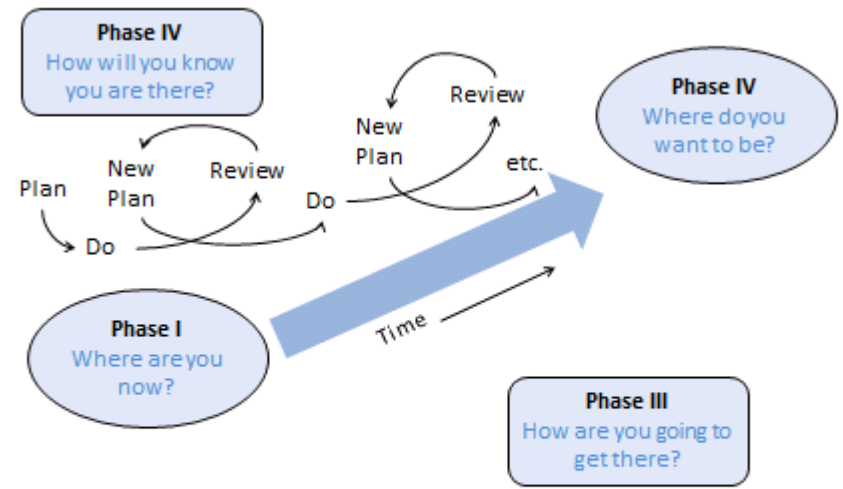 Phase IV
How will you know
you are there?
Review
New
Plan
Phase IV
Where do you
want to be?
New
Plan
Review
etc.
Plan
Do
Do
Time
Phase I
Where are you
now?
Phase III
How are you going to
get there?